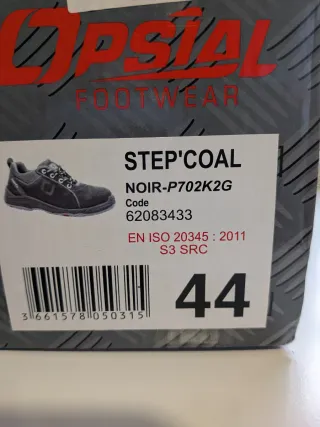 OPSIAL
FOOTWEAR
STEP'COAL
NOIR-P702K2G
Code
62083433
EN ISO 20345 : 2011
S3 SRC
3 661578 050315
44